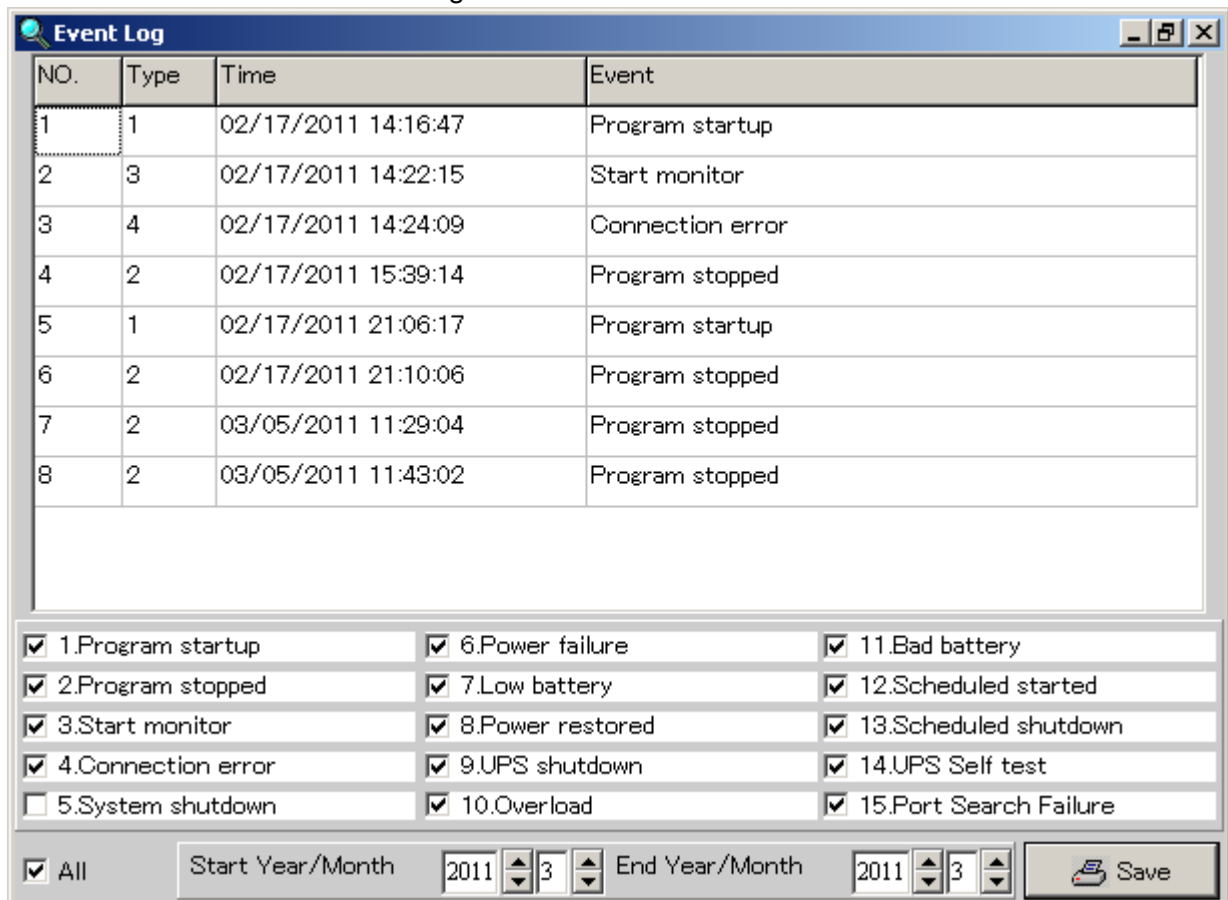 Event Log
NO. Type Time Event
1 1 02/17/2011 14:16:47 Program startup
2 3 02/17/2011 14:22:15 Start monitor
3 4 02/17/2011 14:24:09 Connection error
4 2 02/17/2011 15:39:14 Program stopped
5 1 02/17/2011 21:06:17 Program startup
6 2 02/17/2011 21:10:06 Program stopped
7 2 03/05/2011 11:29:04 Program stopped
8 2 03/05/2011 11:43:02 Program stopped
1.Program startup 6.Power failure 11.Bad battery
2.Program stopped 7.Low battery 12.Scheduled started
3.Start monitor 8.Power restored 13.Scheduled shutdown
4.Connection error 9.UPS shutdown 14.UPS Self test
5.System shutdown 10.Overload 15.Port Search Failure
All Start Year/Month 2011 3 End Year/Month 2011 3 Save